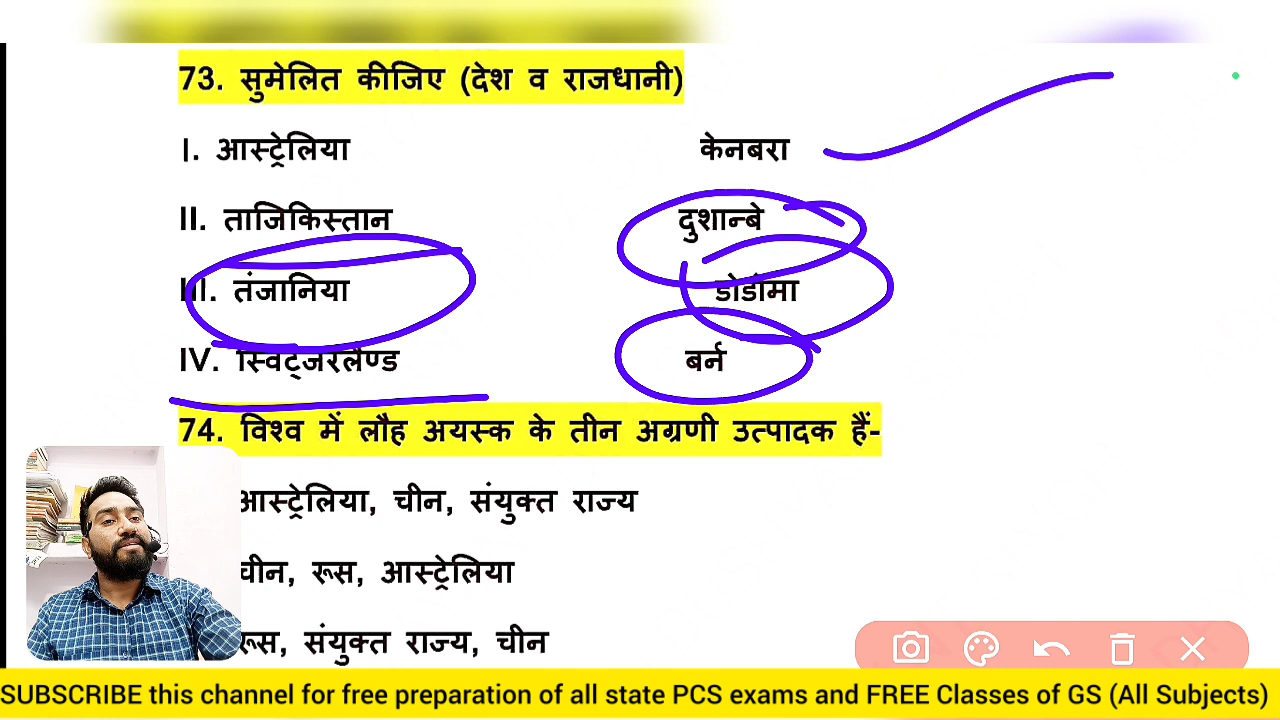 73. सुमेलित कीजिए (देश व राजधानी)
I. आस्ट्रेलिया केनबरा
II. ताजिकिस्तान दुशान्बे
III. तंजानिया डोडोमा
IV. स्विट्जरलैण्ड बर्न
74. विश्व में लौह अयस्क के तीन अग्रणी उत्पादक हैं-
आस्ट्रेलिया, चीन, संयुक्त राज्य
चीन, रूस, आस्ट्रेलिया
रूस, संयुक्त राज्य, चीन
SUBSCRIBE this channel for free preparation of all state PCS exams and FREE Classes of GS (All Subjects)